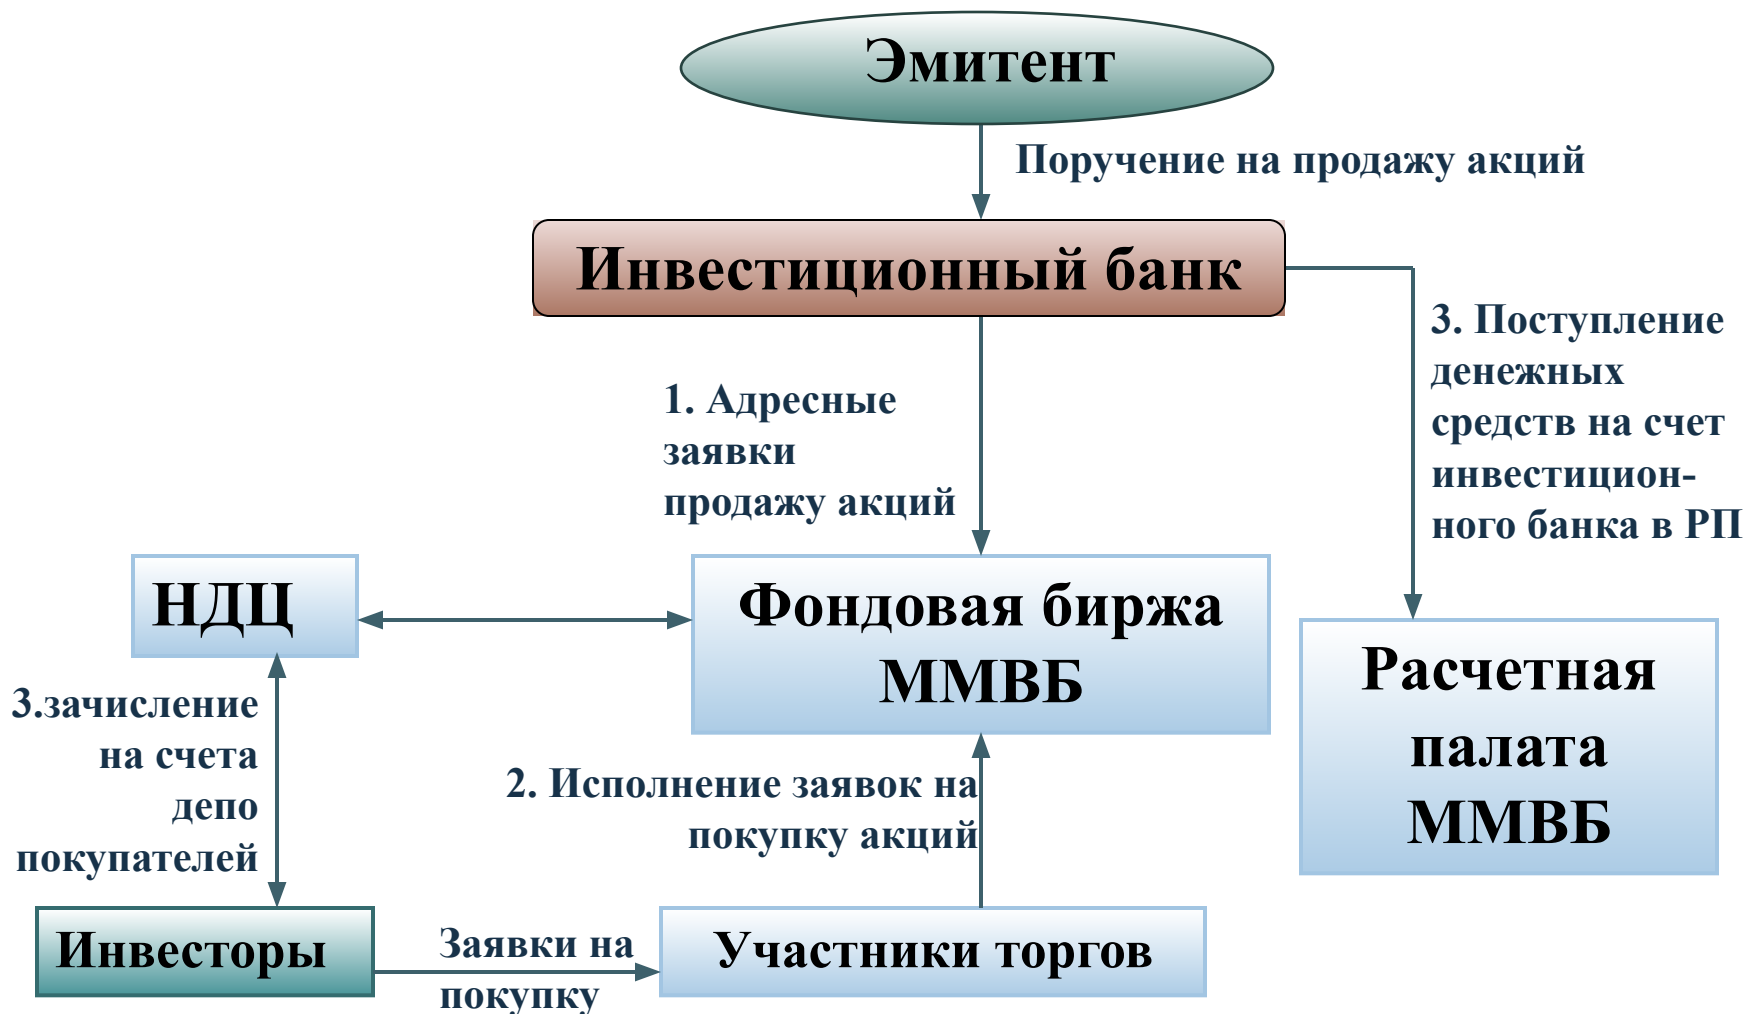 Эмитент
Поручение на продажу акций
Инвестиционный банк
3. Поступление
денежных
средств на счет
инвестицион-
ного банка в РП
1. Адресные
заявки
продажу акций
НДЦ
Фондовая биржа
ММВБ
Расчетная
палата
ММВБ
3.зачисление
на счета
депо
покупателей
2. Исполнение заявок на
покупку акций
Инвесторы
Заявки на
покупку
Участники торгов